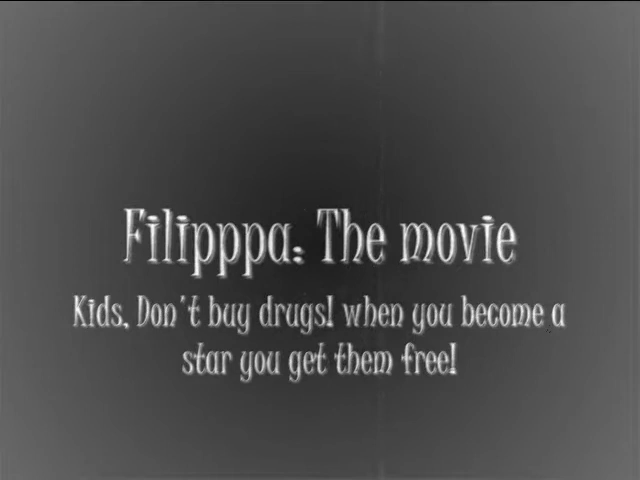 Filipppa: The movie
Kids, Don't buy drugs! when you become a
star you get them free!